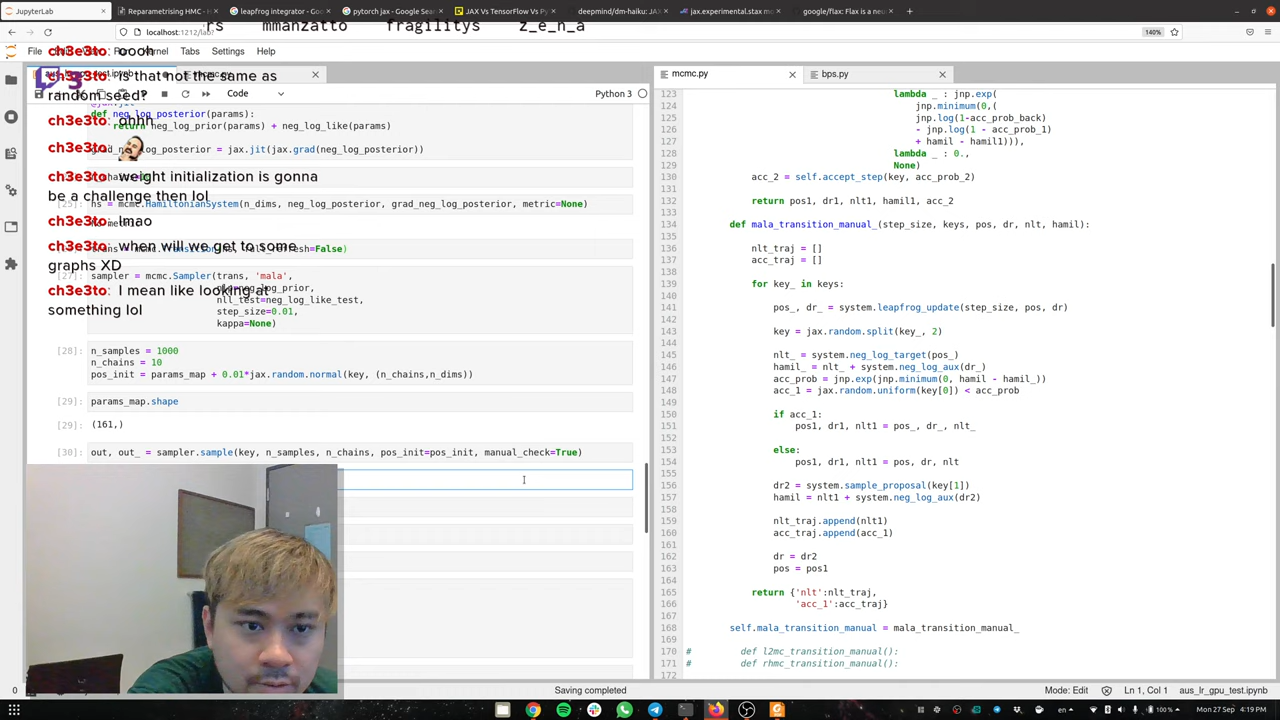 JupyterLab
Reparametrising HMC -
leapfrog integ
pytorch jax - Google Sea
JAX vs TensorFlow vs P
deepmind/dm-haiku: JAX
jax.experimental.stax m
google/flax: Flax is a ne
mmanzatto fragilitys z_e_n_a
localhost:1212/lab?
140%
File
Kernel Tabs Settings Help
ch3e3to: oooh
ch3e3to: is that not the same as
random seed?
ch3e3to: ahhh
ch3e3to:
ch3e3to: weight initialization is gonna
be a challenge then lol
ch3e3to: lmao
ch3e3to: when will we get to some
graphs XD
ch3e3to: I mean like looking at
something lol
Code
Python 3
def neg_log_posterior(params):
return neg_log_prior(params) + neg_log_like(params)
grad_neg_log_posterior = jax.jit(jax.grad(neg_log_posterior))
[25]: hs = mcmc.HamiltonianSystem(n_dims, neg_log_posterior, grad_neg_log_posterior, metric=None)
[27]: sampler = mcmc.Sampler(trans, 'mala',
nll_test=neg_log_like_test,
step_size=0.01,
kappa=None)
[28]: n_samples = 1000
n_chains = 10
pos_init = params_map + 0.01*jax.random.normal(key, (n_chains,n_dims))
[29]: params_map.shape
[29]: (161,)
[30]: out, out_ = sampler.sample(key, n_samples, n_chains, pos_init=pos_init, manual_check=True)
mcmc.py
bps.py
123 lambda _ : jnp.exp(
124 jnp.minimum(0,(
125 jnp.log(1-acc_prob_back)
126 - jnp.log(1 - acc_prob_1)
127 + hamil - hamil1))),
128 lambda _ : 0.,
129 None)
130 acc_2 = self.accept_step(key, acc_prob_2)
131
132 return pos1, dr1, nlt1, hamil1, acc_2
133
134 def mala_transition_manual_(step_size, keys, pos, dr, nlt, hamil):
135
136 nlt_traj = []
137 acc_traj = []
138
139 for key_ in keys:
140
141 pos_, dr_ = system.leapfrog_update(step_size, pos, dr)
142
143 key = jax.random.split(key_, 2)
144
145 nlt_ = system.neg_log_target(pos_)
146 hamil_ = nlt_ + system.neg_log_aux(dr_)
147 acc_prob = jnp.exp(jnp.minimum(0, hamil - hamil_))
148 acc_1 = jax.random.uniform(key[0]) < acc_prob
149
150 if acc_1:
151 pos1, dr1, nlt1 = pos_, dr_, nlt_
152
153 else:
154 pos1, dr1, nlt1 = pos, dr, nlt
155
156 dr2 = system.sample_proposal(key[1])
157 hamil = nlt1 + system.neg_log_aux(dr2)
158
159 nlt_traj.append(nlt1)
160 acc_traj.append(acc_1)
161
162 dr = dr2
163 pos = pos1
164
165 return {'nlt':nlt_traj,
166 'acc_1':acc_traj}
167
168 self.mala_transition_manual = mala_transition_manual_
169
170 # def l2mc_transition_manual():
171 # def rhmc_transition_manual():
172
0
Saving completed
Mode: Edit
Ln 1, Col 1
aus_lr_gpu_test.ipynb
en
100%
Mon 27 Sep 4:19 PM